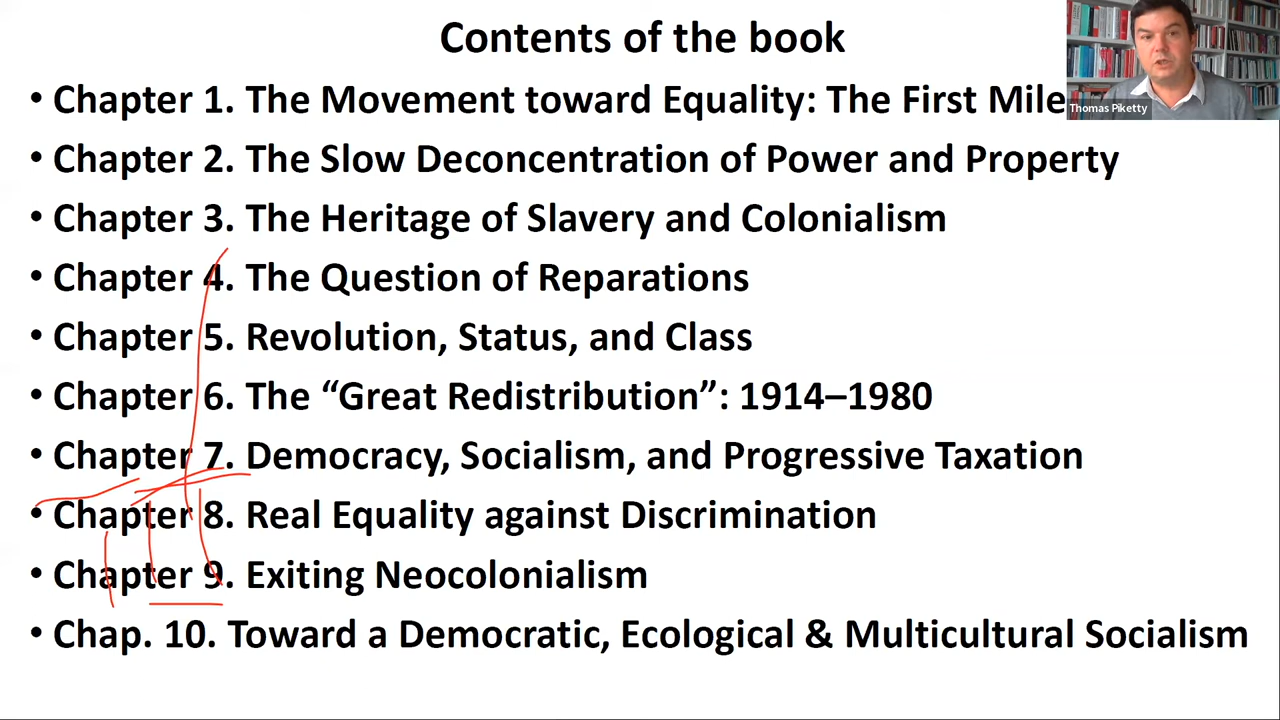 Contents of the book
• Chapter 1. The Movement toward Equality: The First Mile
Thomas Piketty
• Chapter 2. The Slow Deconcentration of Power and Property
• Chapter 3. The Heritage of Slavery and Colonialism
• Chapter 4. The Question of Reparations
• Chapter 5. Revolution, Status, and Class
• Chapter 6. The “Great Redistribution”: 1914–1980
• Chapter 7. Democracy, Socialism, and Progressive Taxation
• Chapter 8. Real Equality against Discrimination
• Chapter 9. Exiting Neocolonialism
• Chap. 10. Toward a Democratic, Ecological & Multicultural Socialism